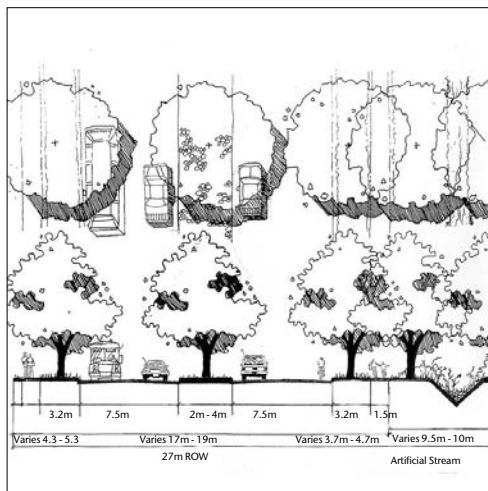 3.2m 7.5m 2m - 4m 7.5m 3.2m 1.5m
Varies 4.3 - 5.3 Varies 17m - 19m Varies 3.7m - 4.7m Varies 9.5m - 10m
27m ROW Artificial Stream